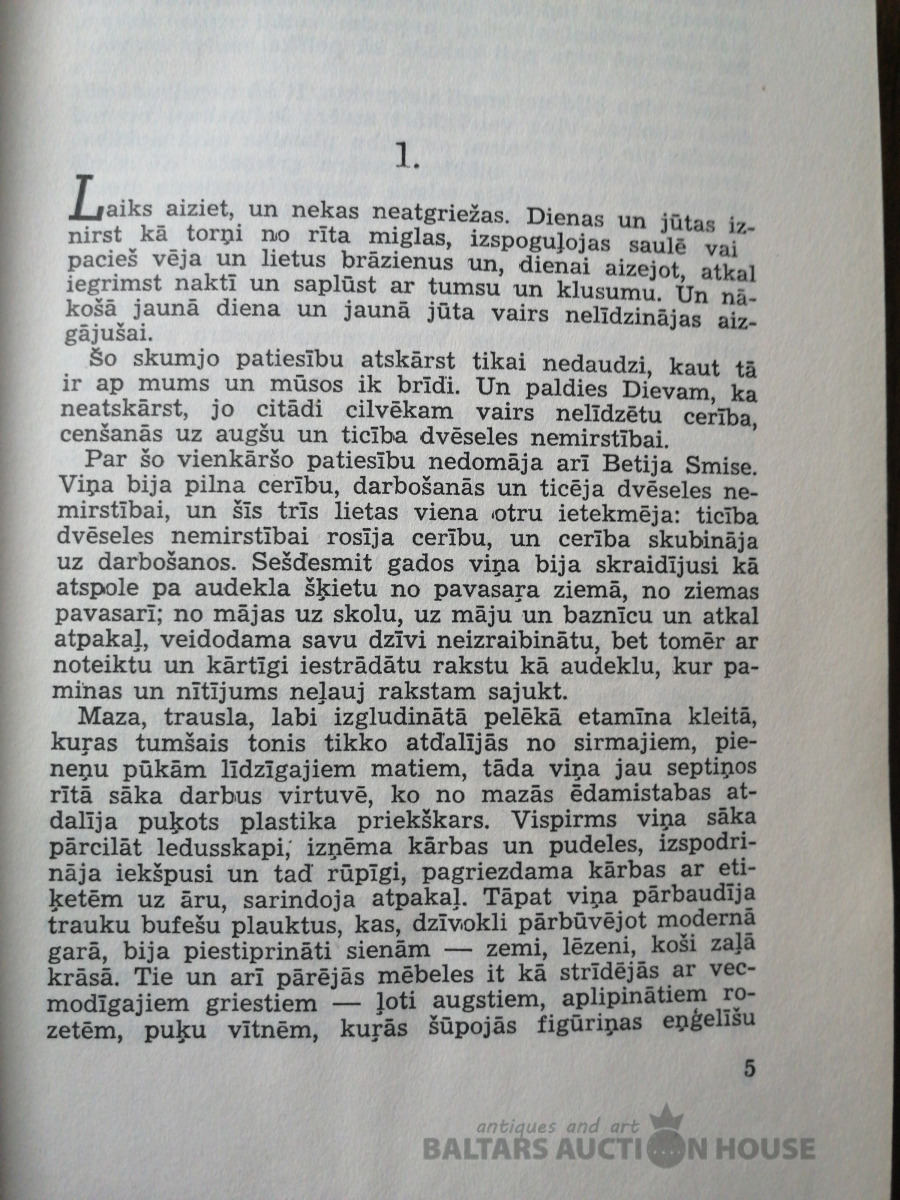 1.
Laiks aiziet, un nekas neatgriežas. Dienas un jūtas iz-
nirst kā torņi no rīta miglas, izspoguļojas saulē vai
pacieš vēja un lietus brāzienus un, dienai aizejot, atkal
iegrimst naktī un saplūst ar tumsu un klusumu. Un nā-
košā jaunā diena un jaunā jūta vairs nelīdzinājas aiz-
gājušai.
Šo skumjo patiesību atskārst tikai nedaudzi, kaut tā
ir ap mums un mūsos ik brīdi. Un paldies Dievam, ka
neatskārst, jo citādi cilvēkam vairs nelīdzētu cerība,
cenšanās uz augšu un ticība dvēseles nemirstībai.
Par šo vienkāršo patiesību nedomāja arī Betija Smise.
Viņa bija pilna cerību, darbošanās un ticēja dvēseles ne-
mirstībai, un šīs trīs lietas viena otru ietekmēja: ticība
dvēseles nemirstībai rosīja cerību, un cerība skubināja
uz darbošanos. Sešdesmit gados viņa bija skraidījusi kā
atspole pa audekla šķietu no pavasaŗa ziemā, no ziemas
pavasarī; no mājas uz skolu, uz māju un baznīcu un atkal
atpakaļ, veidodama savu dzīvi neizraibinātu, bet tomēr ar
noteiktu un kārtīgi iestrādātu rakstu kā audeklu, kur pa-
minas un nītījums neļauj rakstam sajukt.
Maza, trausla, labi izgludinātā pelēkā etamīna kleitā,
kuŗas tumšais tonis tikko atdalījās no sirmajiem, pie-
neņu pūkām līdzīgajiem matiem, tāda viņa jau septiņos
rītā sāka darbus virtuvē, ko no mazās ēdamistabas at-
dalīja puķots plastika priekškars. Vispirms viņa sāka
pārcilāt ledusskapi, izņēma kārbas un pudeles, izspodri-
nāja iekšpusi un tad rūpīgi, pagriezdama kārbas ar eti-
ķetēm uz āru, sarindoja atpakaļ. Tāpat viņa pārbaudīja
trauku bufešu plauktus, kas, dzīvokli pārbūvējot modernā
garā, bija piestiprināti sienām — zemi, lēzeni, koši zaļā
krāsā. Tie un arī pārējās mēbeles it kā strīdējās ar vec-
modīgajiem griestiem — ļoti augstiem, aplipinātiem ro-
zetēm, puķu vītnēm, kuŗās šūpojās figūriņas eņģelīšu
5
antiques and art
BALTARS AUCTION HOUSE